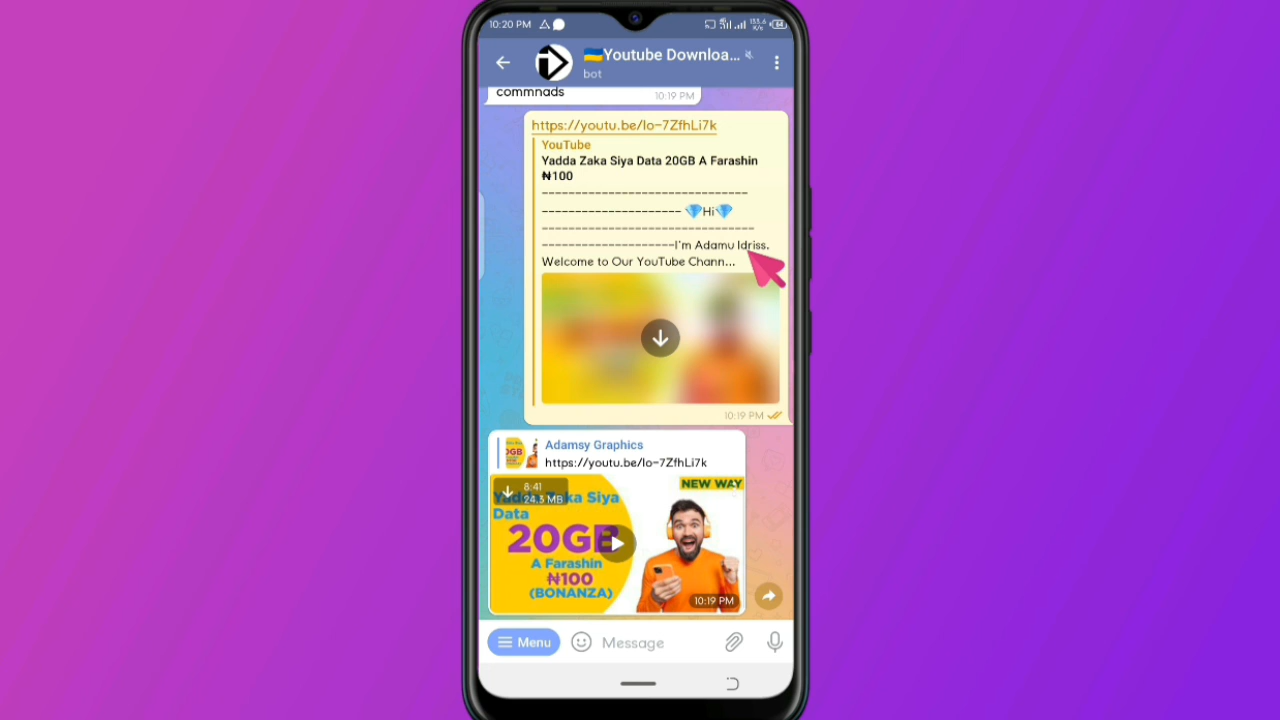 10:20 PM
133.6 K/s
64
🇺🇦Youtube Downloa...
bot
commnads
10:19 PM
https://youtu.be/lo-7ZfhLi7k
YouTube
Yadda Zaka Siya Data 20GB A Farashin
₦100
-------------------------------
--------------------- 💎Hi💎
--------------------------------
--------------------I'm Adamu Idriss.
Welcome to Our YouTube Chann...
10:19 PM
Adamsy Graphics
https://youtu.be/lo-7ZfhLi7k
8:41
24.3 MB
NEW WAY
Yadda Zaka Siya
Data
20GB
A Farashin
₦100
(BONANZA)
10:19 PM
Menu
Message